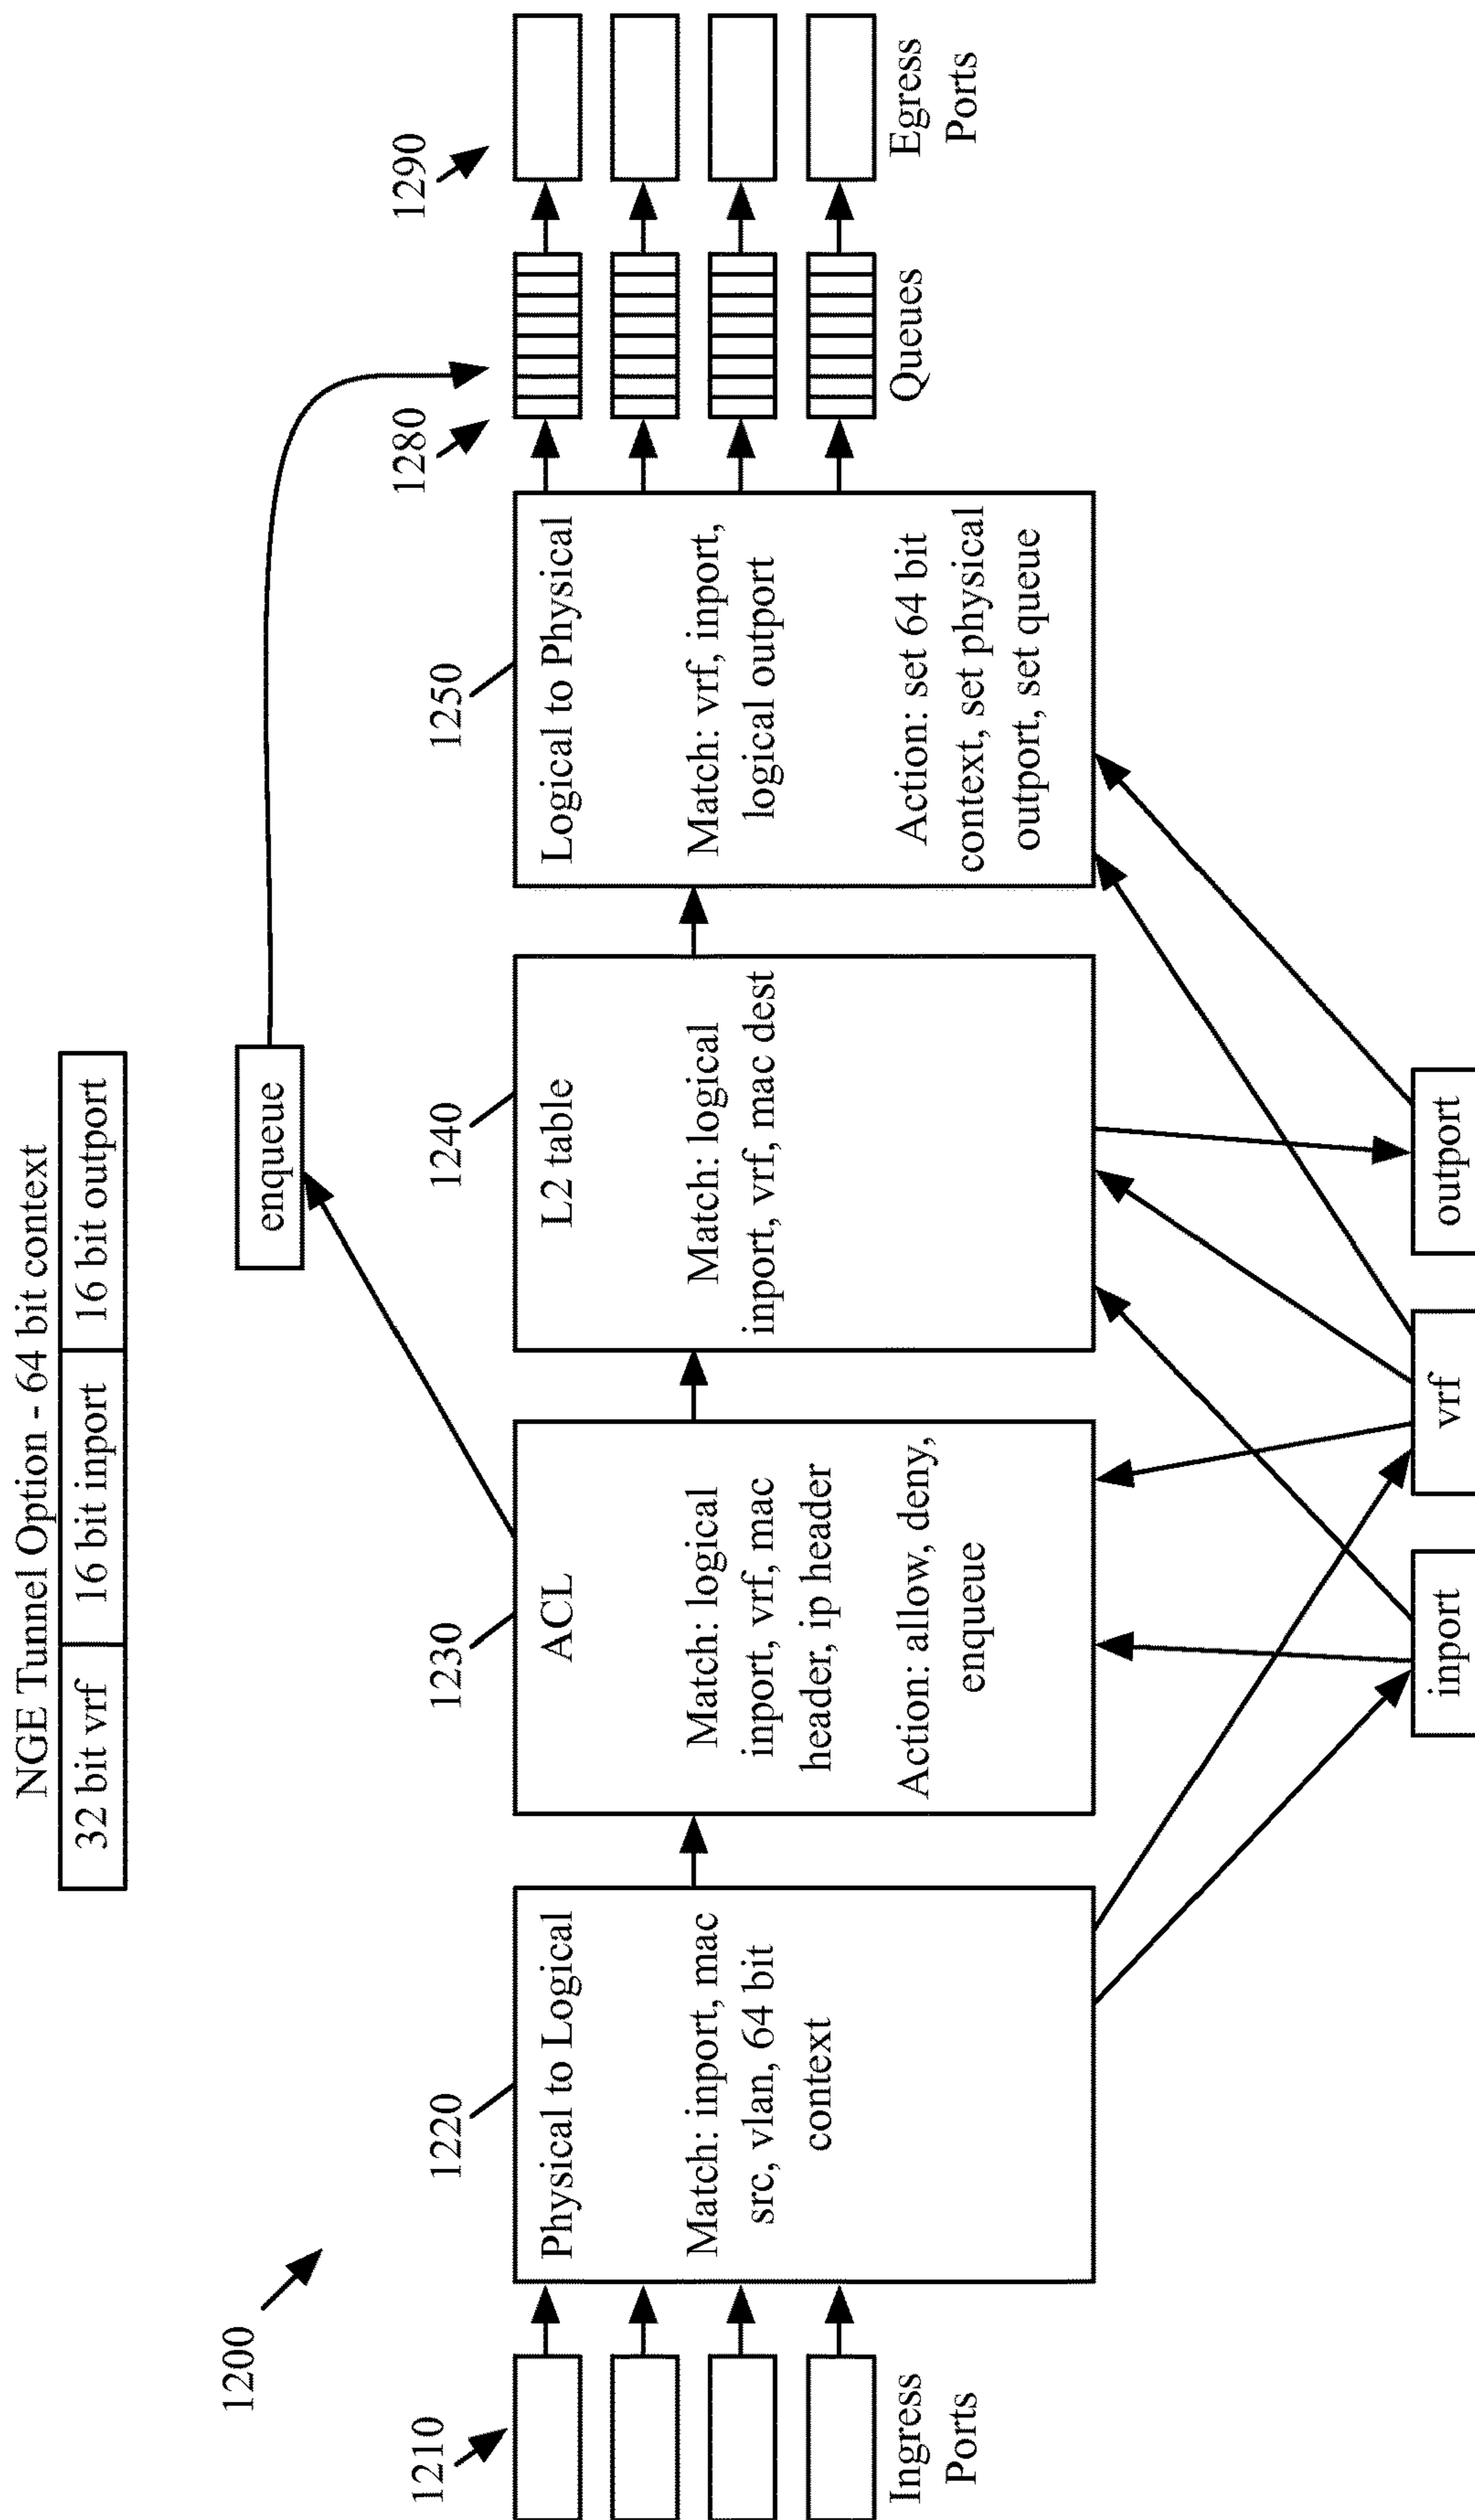 NGE Tunnel Option - 64 bit context
32 bit vrf
16 bit inport
16 bit outport
1200
enqueue
1210
1220
1230
1240
1250
1280
1290
Ingress
Ports
Physical to Logical
Match: inport, mac
src, vlan, 64 bit
context
ACL
Match: logical
inport, vrf, mac
header, ip header
Action: allow, deny,
enqueue
L2 table
Match: logical
inport, vrf, mac dest
Logical to Physical
Match: vrf, inport,
logical outport
Action: set 64 bit
context, set physical
outport, set queue
Queues
Egress
Ports
inport
vrf
outport